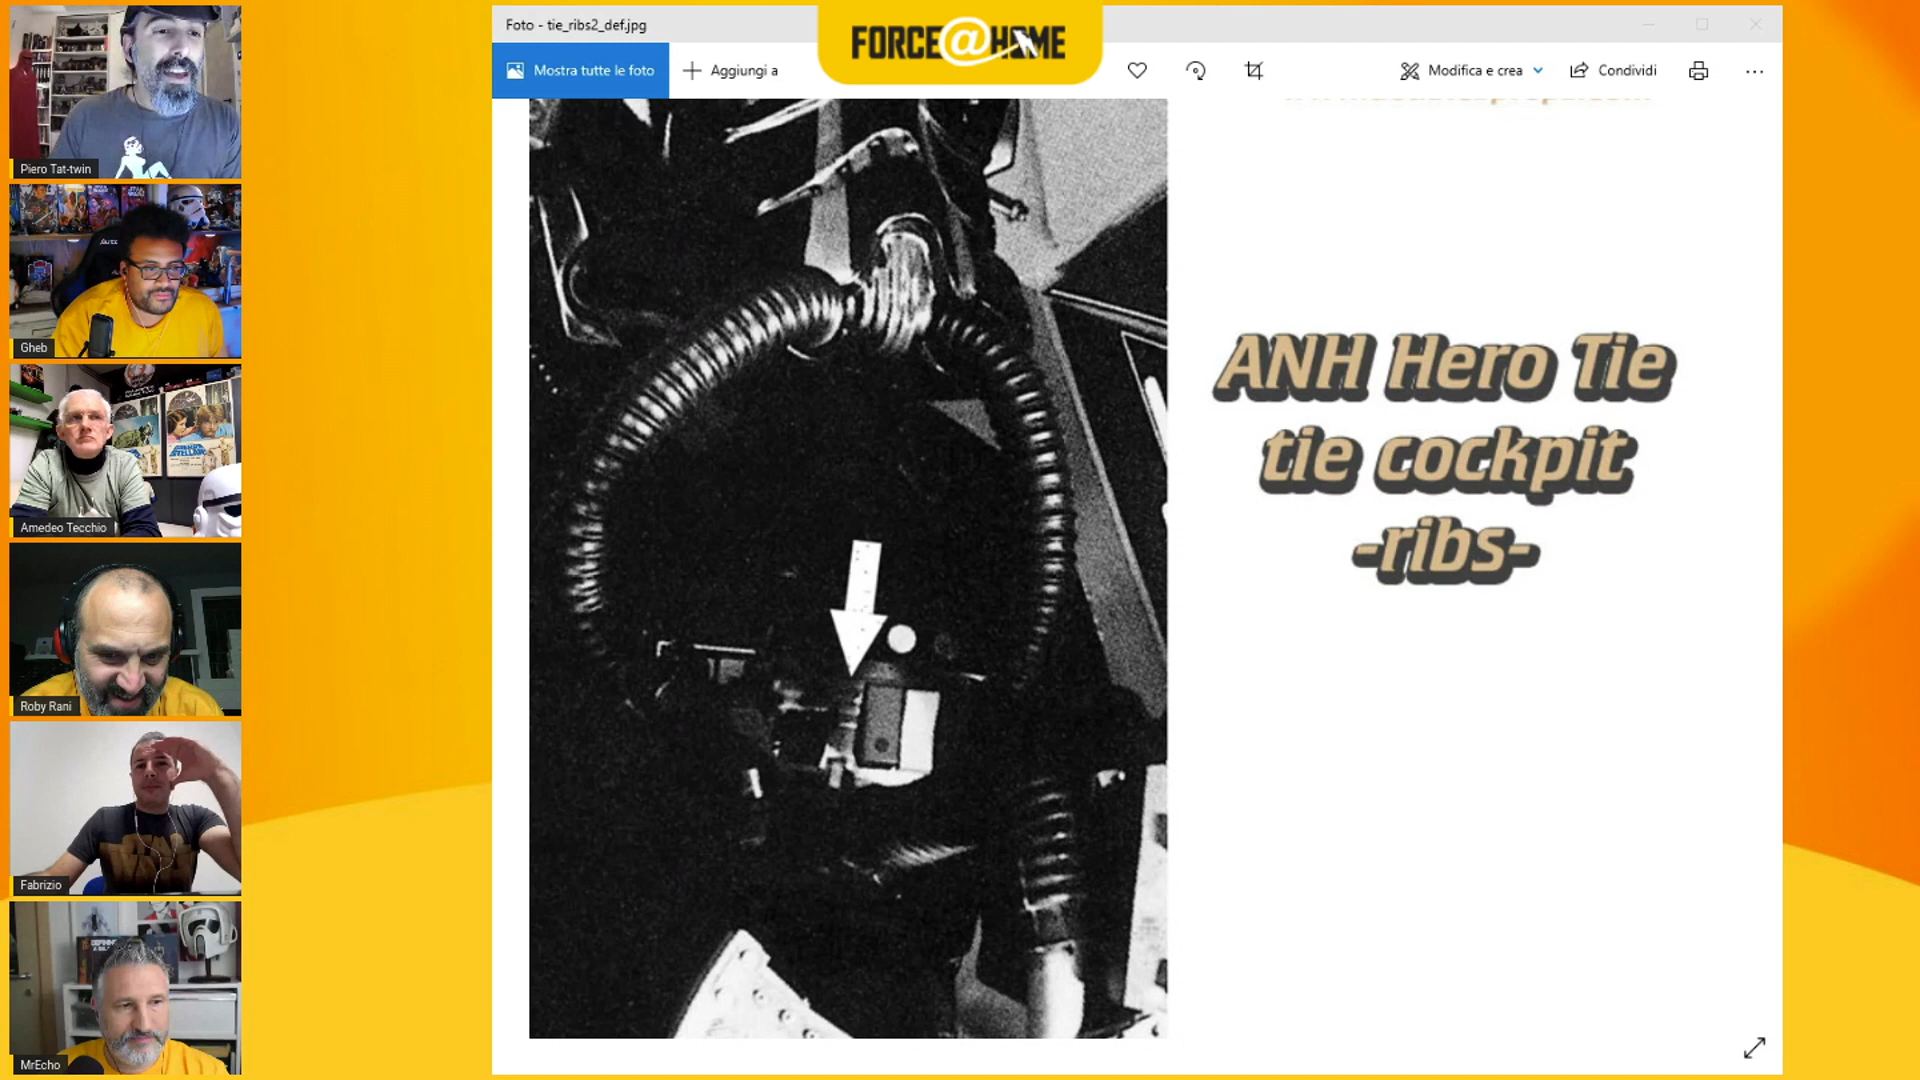 Foto - tie_ribs2_def.jpg
FORCE@HOME
Mostra tutte le foto
Aggiungi a
Modifica e crea
Condividi
ANH Hero Tie
tie cockpit
-ribs-
Piero Tat-twin
Gheb
Amedeo Tecchio
Roby Rani
Fabrizio
MrEcho